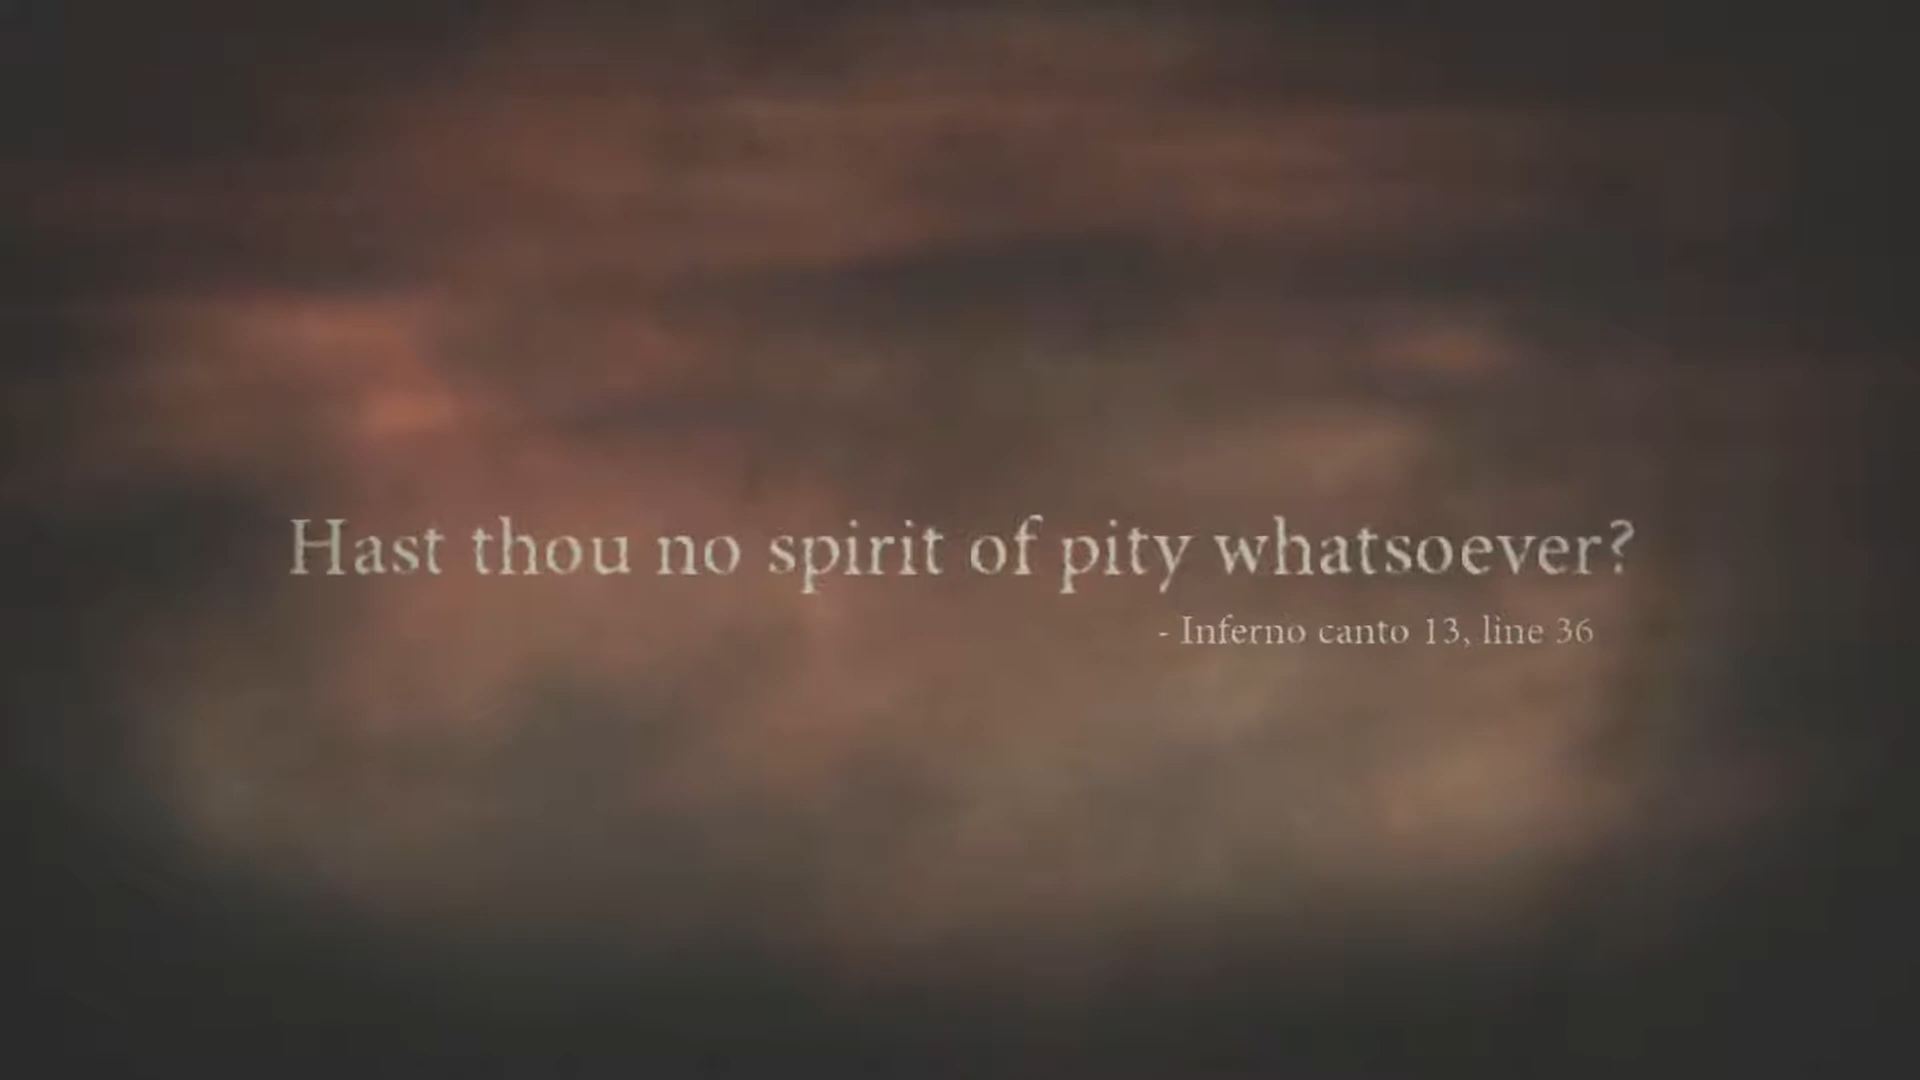 Hast thou no spirit of pity whatsoever?
- Inferno canto 13, line 36